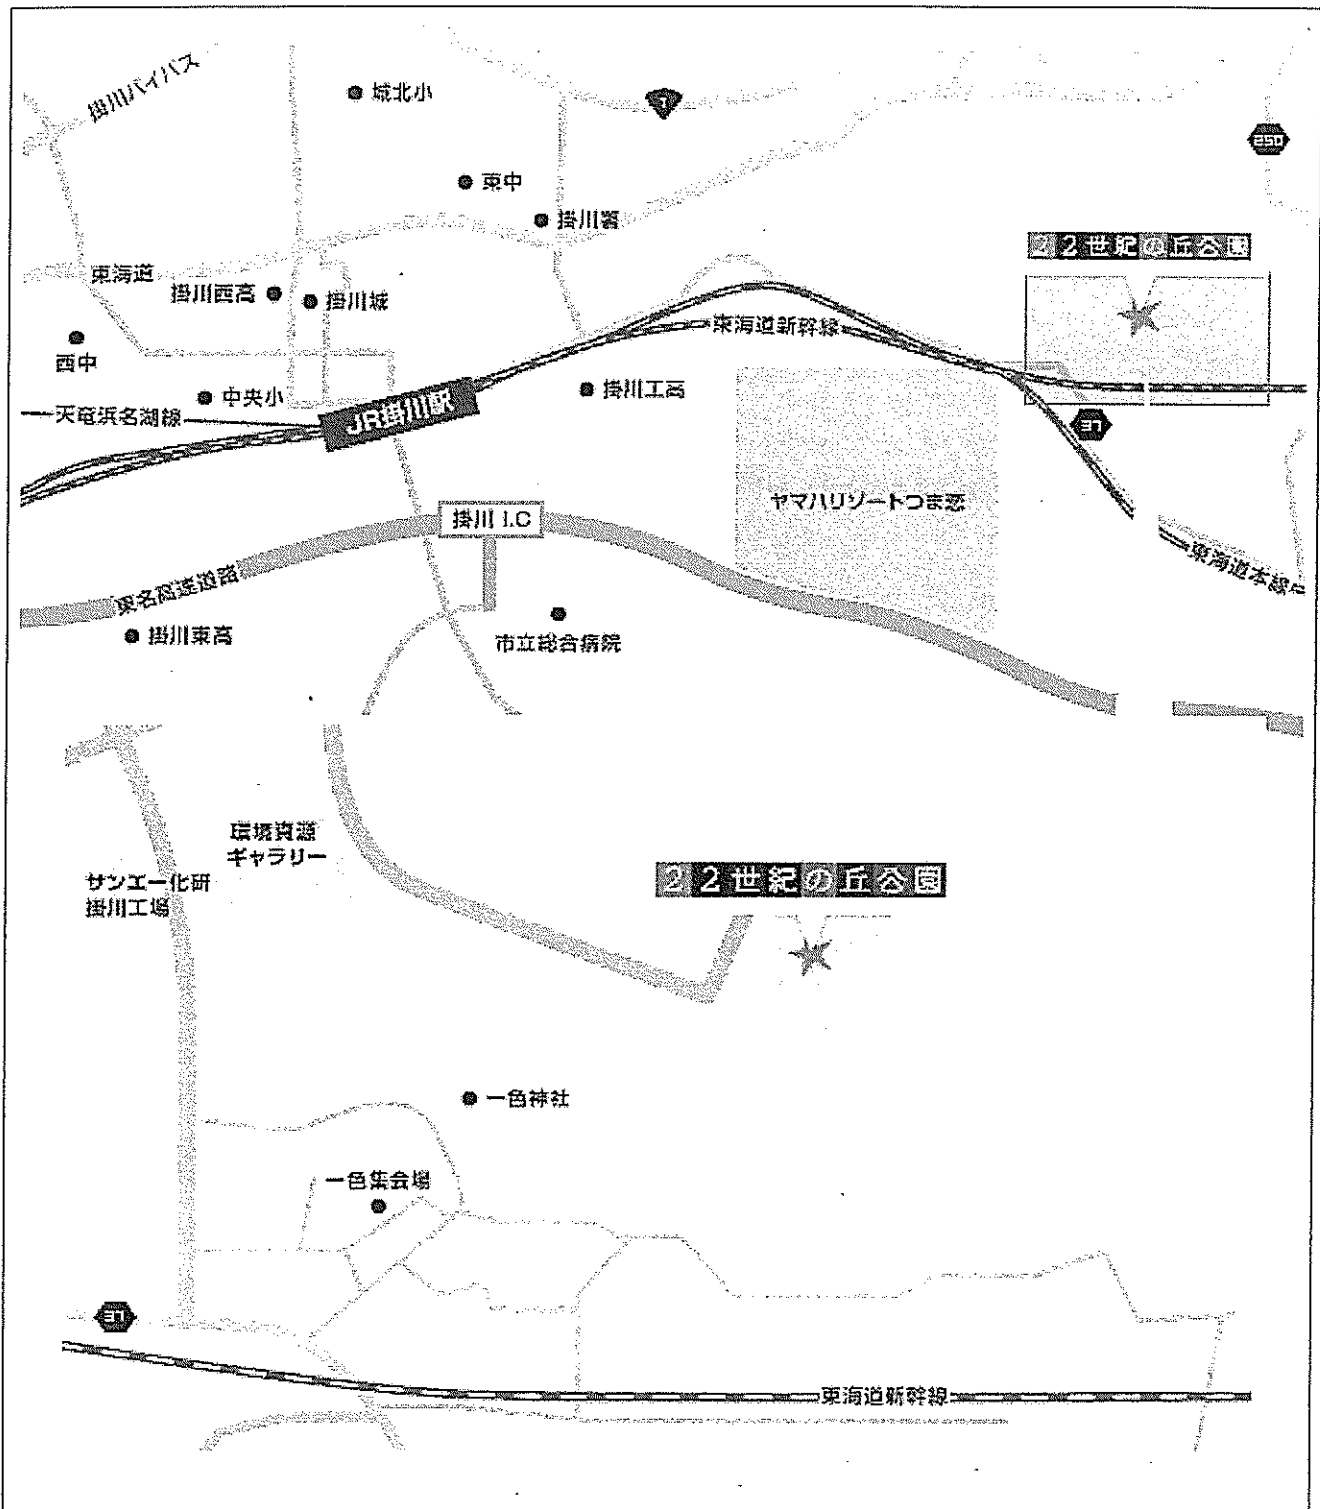 掛川バイパス
城北小
1
250
東中
掛川署
22世紀の丘公園
東海道
掛川西高
掛川城
東海道新幹線
西中
中央小
掛川工高
天竜浜名湖線
JR掛川駅
37
ヤマハリゾートつま恋
掛川 I.C
東海道本線
東名高速道路
掛川東高
市立総合病院
環境資源
ギャラリー
サンエー化研
掛川工場
22世紀の丘公園
一色神社
一色集会場
37
東海道新幹線